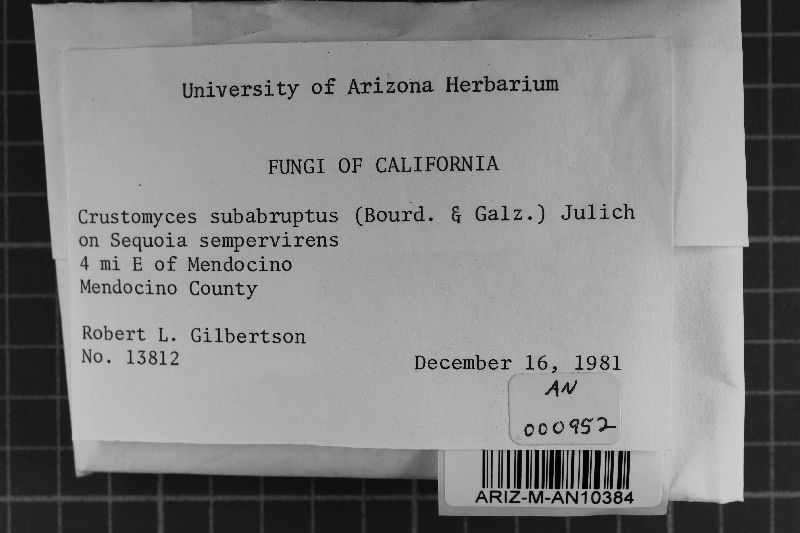 University of Arizona Herbarium
FUNGI OF CALIFORNIA
Crustomyces subabruptus (Bourd. & Galz.) Julich
on Sequoia sempervirens
4 mi E of Mendocino
Mendocino County
Robert L. Gilbertson
No. 13812
December 16, 1981
AN
000952
ARIZ-M-AN10384